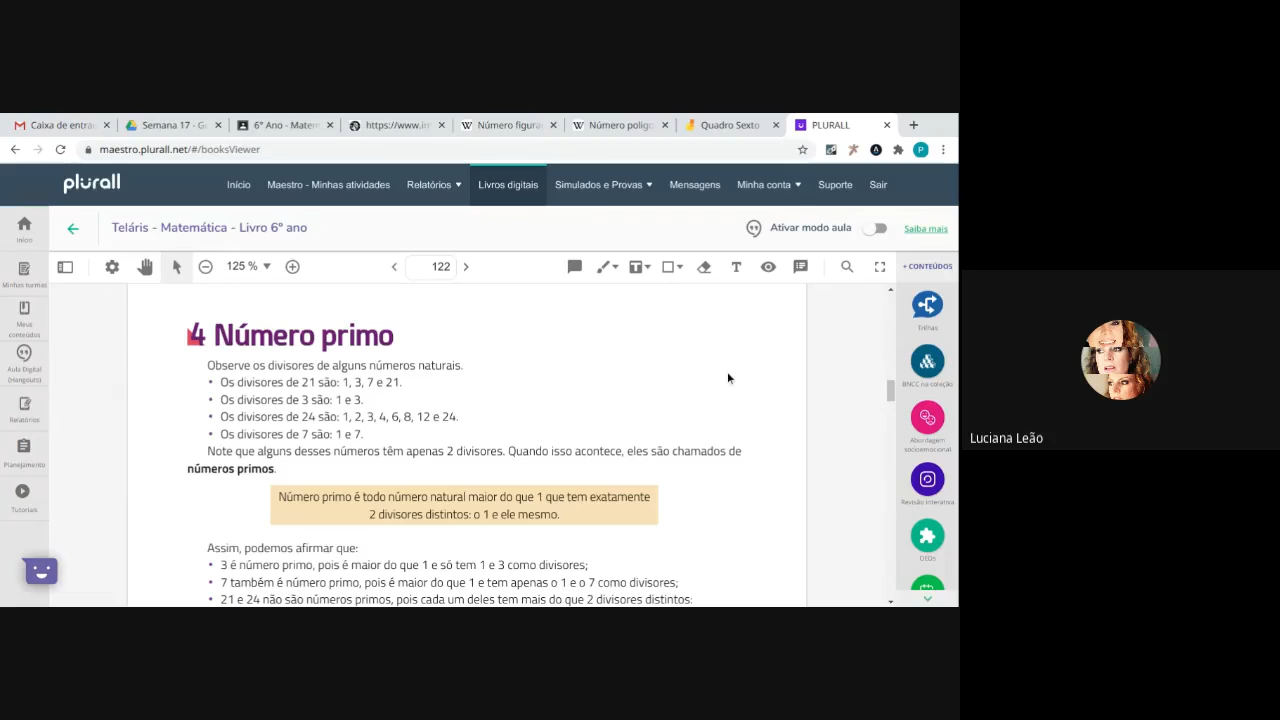 Caixa de entra
Semana 17 - Go
6º Ano - Matem
https://www.im
Número figura
Número polig
Quadro Sexto
PLURALL
maestro.plurall.net/#/booksViewer
P
plurall
Início
Maestro - Minhas atividades
Relatórios
Livros digitais
Simulados e Provas
Mensagens
Minha conta
Suporte
Sair
Início
Minhas turmas
Meus
conteúdos
Aula Digital
(Hangouts)
Relatórios
Planejamento
Tutoriais
Teláris - Matemática - Livro 6º ano
Ativar modo aula
Saiba mais
125 %
122
+ CONTEÚDOS
4 Número primo
Observe os divisores de alguns números naturais.
• Os divisores de 21 são: 1, 3, 7 e 21.
• Os divisores de 3 são: 1 e 3.
• Os divisores de 24 são: 1, 2, 3, 4, 6, 8, 12 e 24.
• Os divisores de 7 são: 1 e 7.
Note que alguns desses números têm apenas 2 divisores. Quando isso acontece, eles são chamados de
números primos.
Número primo é todo número natural maior do que 1 que tem exatamente
2 divisores distintos: o 1 e ele mesmo.
Assim, podemos afirmar que:
• 3 é número primo, pois é maior do que 1 e só tem 1 e 3 como divisores;
• 7 também é número primo, pois é maior do que 1 e tem apenas o 1 e o 7 como divisores;
• 21 e 24 não são números primos, pois cada um deles tem mais do que 2 divisores distintos:
Trilhas
BNCC na coleção
Abordagem
socioemocional
Revisão interativa
OEDs
Luciana Leão